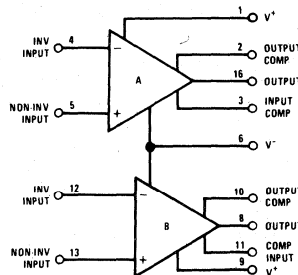 1 V+
INV INPUT 4
2 OUTPUT COMP
A
16 OUTPUT
NON-INV INPUT 5
3 INPUT COMP
6 V-
INV INPUT 12
10 OUTPUT COMP
B
8 OUTPUT
NON-INV INPUT 13
11 COMP INPUT
9 V+